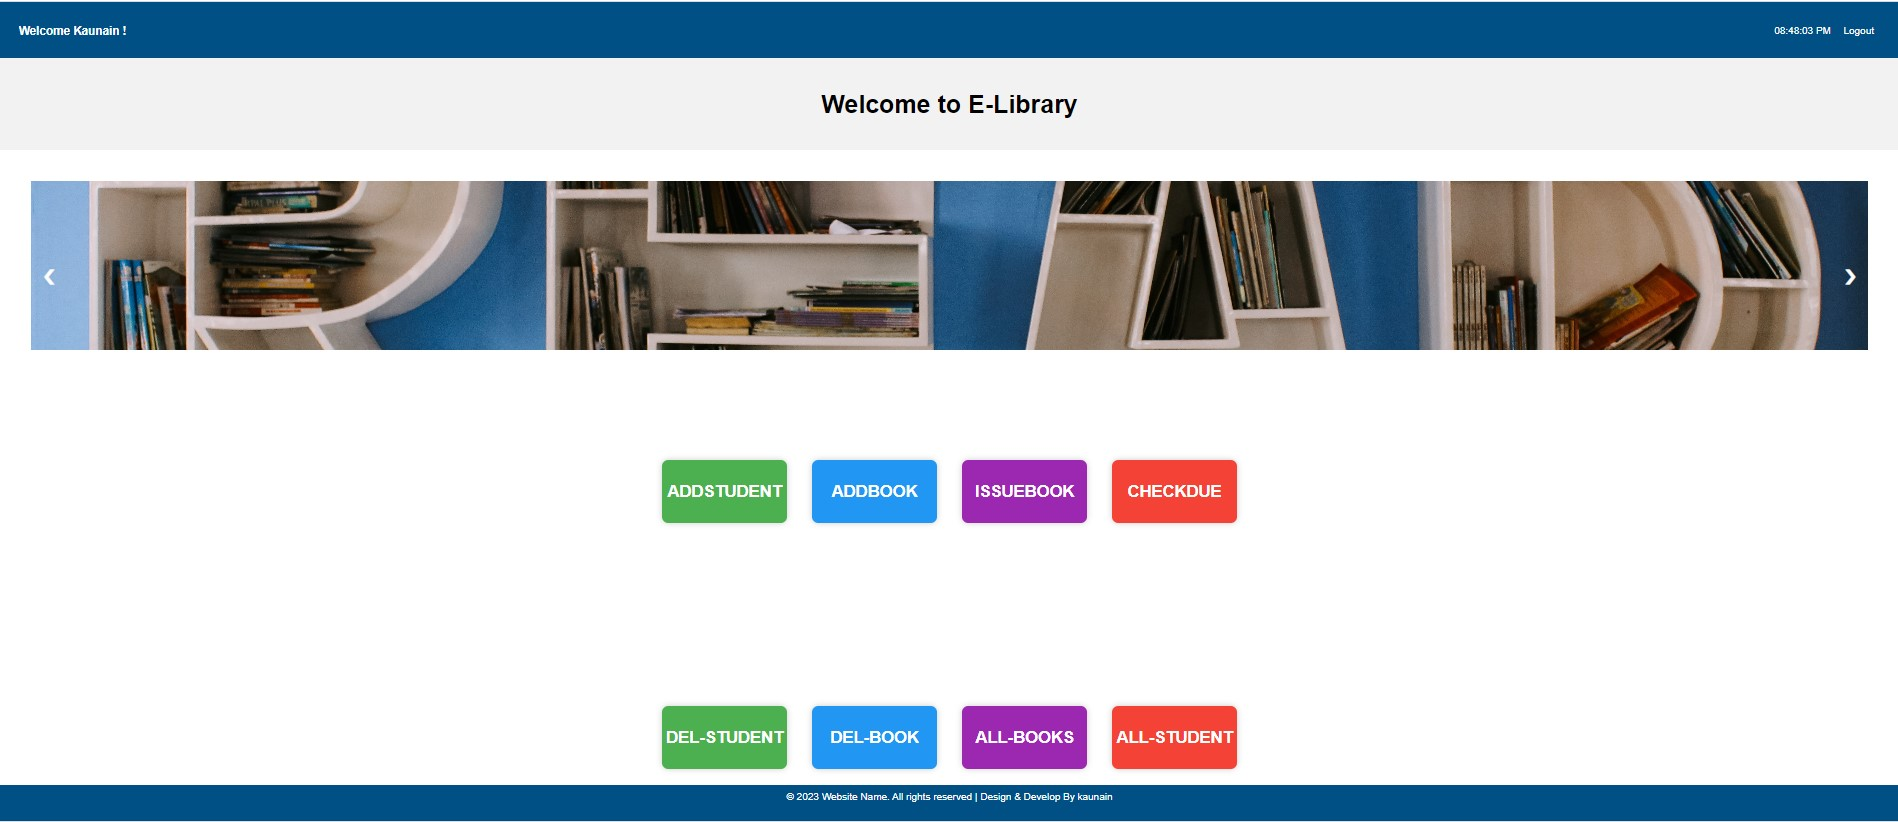 Welcome Kaunain !
08:48:03 PM Logout
Welcome to E-Library
❮ ❯
ADDSTUDENT ADDBOOK ISSUEBOOK CHECKDUE
DEL-STUDENT DEL-BOOK ALL-BOOKS ALL-STUDENT
© 2023 Website Name. All rights reserved | Design & Develop By kaunain